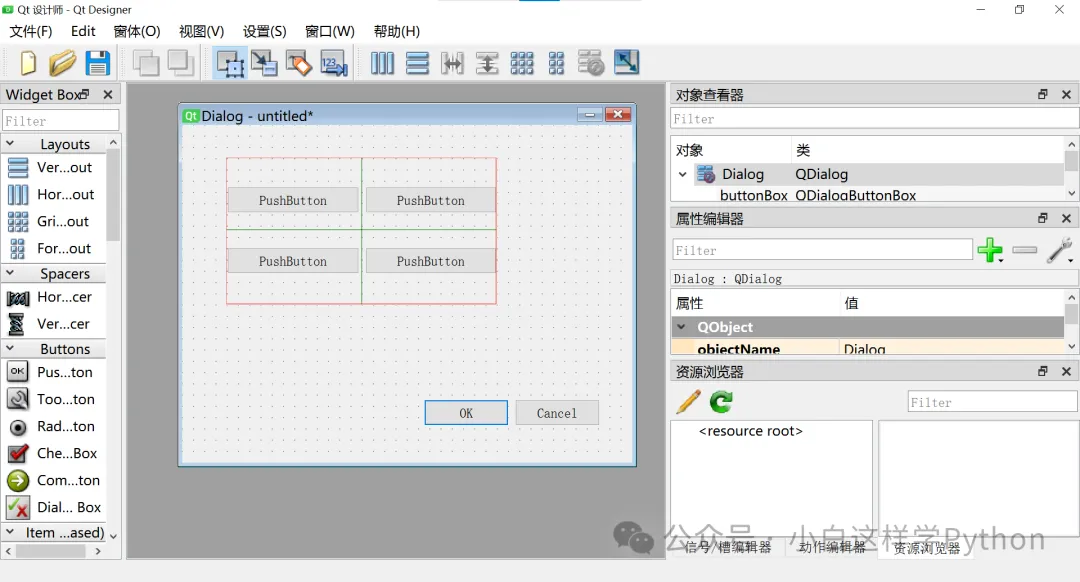 Qt 设计师 - Qt Designer
文件(F) Edit 窗体(O) 视图(V) 设置(S) 窗口(W) 帮助(H)
Widget Box
Filter
Layouts
Ver...out
Hor...out
Gri...out
For...out
Spacers
Hor...cer
Ver...cer
Buttons
OK Pus...ton
Too...ton
Rad...ton
Che...Box
Com...ton
Dial... Box
Item ...ased)
123
Qt Dialog - untitled*
PushButton PushButton
PushButton PushButton
OK Cancel
对象查看器
Filter
对象 类
Dialog QDialog
buttonBox QDialogButtonBox
属性编辑器
Filter
Dialog : QDialog
属性 值
QObject
objectName Dialog
资源浏览器
Filter
<resource root>
信号/槽编辑器 动作编辑器 资源浏览器
公众号 · 小白这样学Python